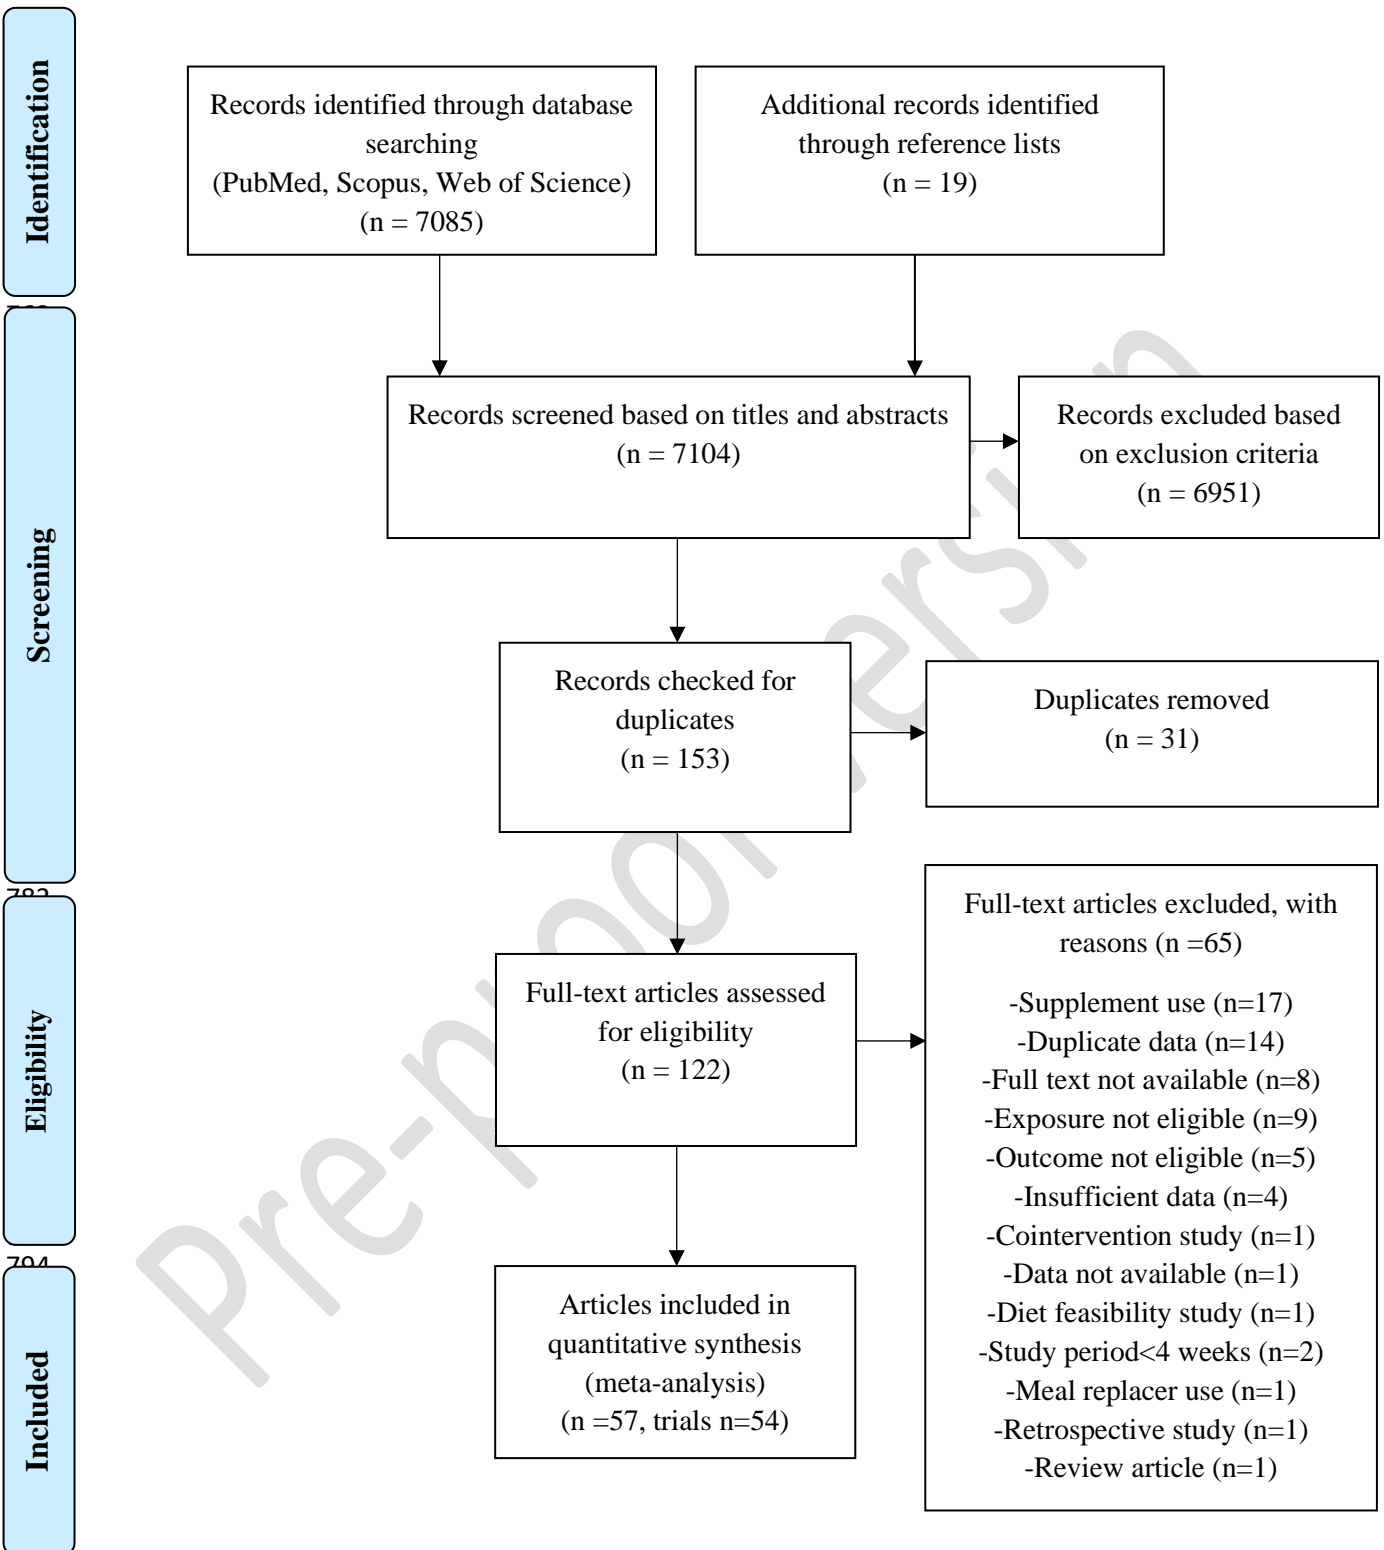 Identification
Records identified through database
searching
(PubMed, Scopus, Web of Science)
(n = 7085)
Additional records identified
through reference lists
(n = 19)
Screening
Records screened based on titles and abstracts
(n = 7104)
Records excluded based
on exclusion criteria
(n = 6951)
Records checked for
duplicates
(n = 153)
Duplicates removed
(n = 31)
Eligibility
Full-text articles assessed
for eligibility
(n = 122)
Full-text articles excluded, with
reasons (n =65)
-Supplement use (n=17)
-Duplicate data (n=14)
-Full text not available (n=8)
-Exposure not eligible (n=9)
-Outcome not eligible (n=5)
-Insufficient data (n=4)
-Cointervention study (n=1)
-Data not available (n=1)
-Diet feasibility study (n=1)
-Study period<4 weeks (n=2)
-Meal replacer use (n=1)
-Retrospective study (n=1)
-Review article (n=1)
Included
Articles included in
quantitative synthesis
(meta-analysis)
(n =57, trials n=54)